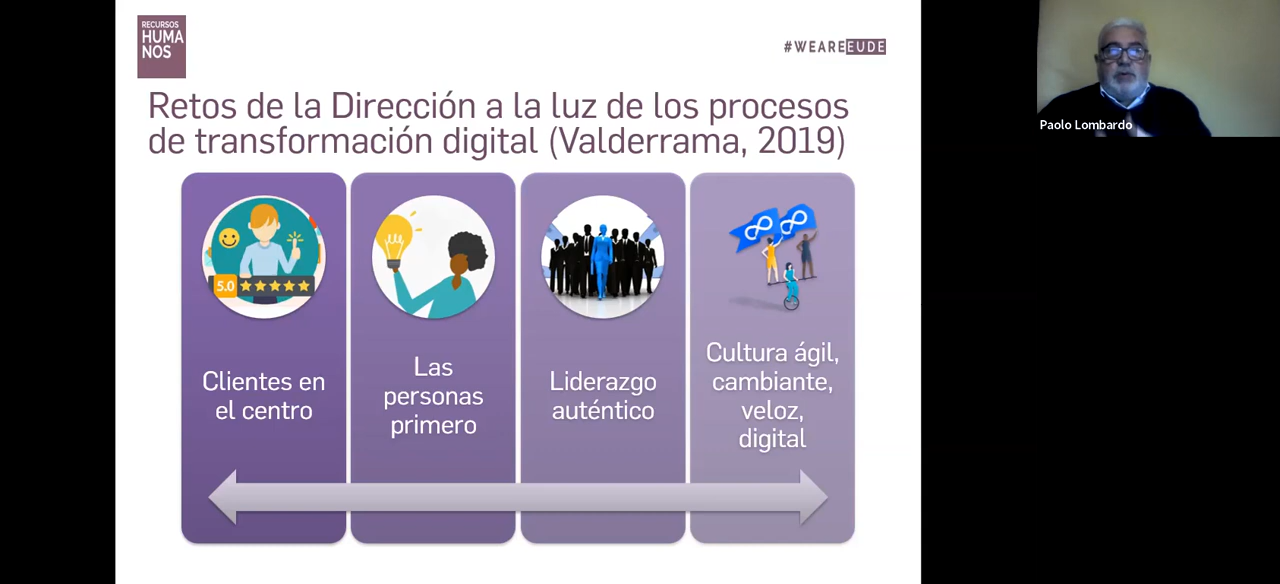 RECURSOS
HUMA
NOS
#WEAREEUDE
Retos de la Dirección a la luz de los procesos
de transformación digital (Valderrama, 2019)
5.0
Clientes en
el centro
Las
personas
primero
Liderazgo
auténtico
Cultura ágil,
cambiante,
veloz,
digital
Paolo Lombardo